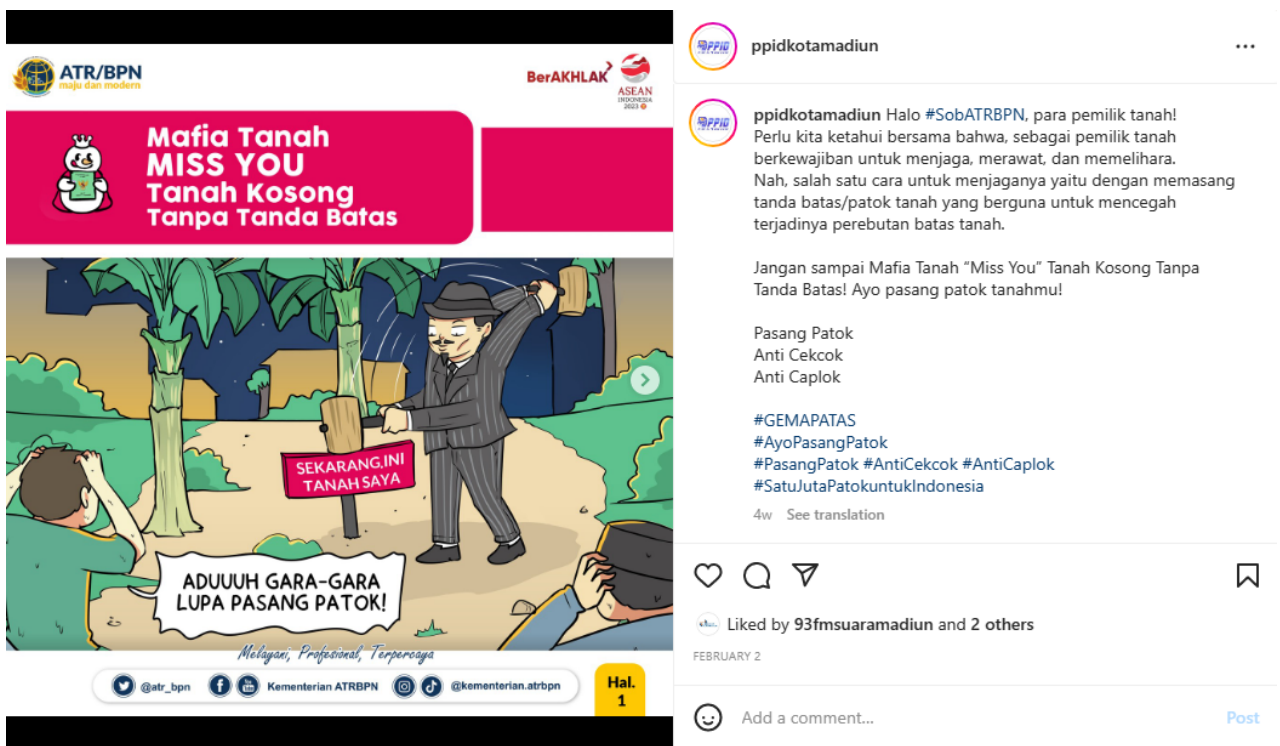 ATR/BPN
maju dan modern
BerAKHLAK
ASEAN
INDONESIA
2023
Mafia Tanah
MISS YOU
Tanah Kosong
Tanpa Tanda Batas
SEKARANG,INI
TANAH SAYA
ADUUUH GARA-GARA
LUPA PASANG PATOK!
Melayani, Profesional, Terpercaya
@atr_bpn
Kementerian ATRBPN
@kementerian.atrbpn
Hal.
1
PPID
ppidkotamadiun
PPID
ppidkotamadiun Halo #SobATRBPN, para pemilik tanah!
Perlu kita ketahui bersama bahwa, sebagai pemilik tanah
berkewajiban untuk menjaga, merawat, dan memelihara.
Nah, salah satu cara untuk menjaganya yaitu dengan memasang
tanda batas/patok tanah yang berguna untuk mencegah
terjadinya perebutan batas tanah.
Jangan sampai Mafia Tanah “Miss You” Tanah Kosong Tanpa
Tanda Batas! Ayo pasang patok tanahmu!
Pasang Patok
Anti Cekcok
Anti Caplok
#GEMAPATAS
#AyoPasangPatok
#PasangPatok #AntiCekcok #AntiCaplok
#SatuJutaPatokuntukIndonesia
4w See translation
Liked by 93fmsuaramadiun and 2 others
FEBRUARY 2
Add a comment...
Post